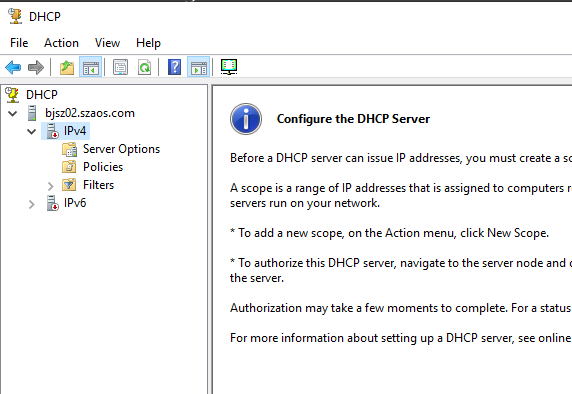 DHCP
File Action View Help
DHCP
bjsz02.szaos.com
IPv4
Server Options
Policies
Filters
IPv6
Configure the DHCP Server
Before a DHCP server can issue IP addresses, you must create a
A scope is a range of IP addresses that is assigned to computers
servers run on your network.
* To add a new scope, on the Action menu, click New Scope.
* To authorize this DHCP server, navigate to the server node and
the server.
Authorization may take a few moments to complete. For a status
For more information about setting up a DHCP server, see online